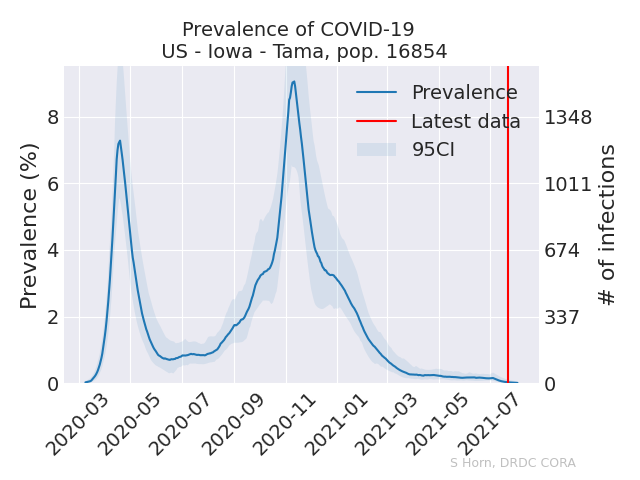 Prevalence of COVID-19
US - Iowa - Tama, pop. 16854
Prevalence
Latest data
95CI
Prevalence (%)
8
6
4
2
0
1348
1011
674
337
0
# of infections
2020-03
2020-05
2020-07
2020-09
2020-11
2021-01
2021-03
2021-05
2021-07
S Horn, DRDC CORA